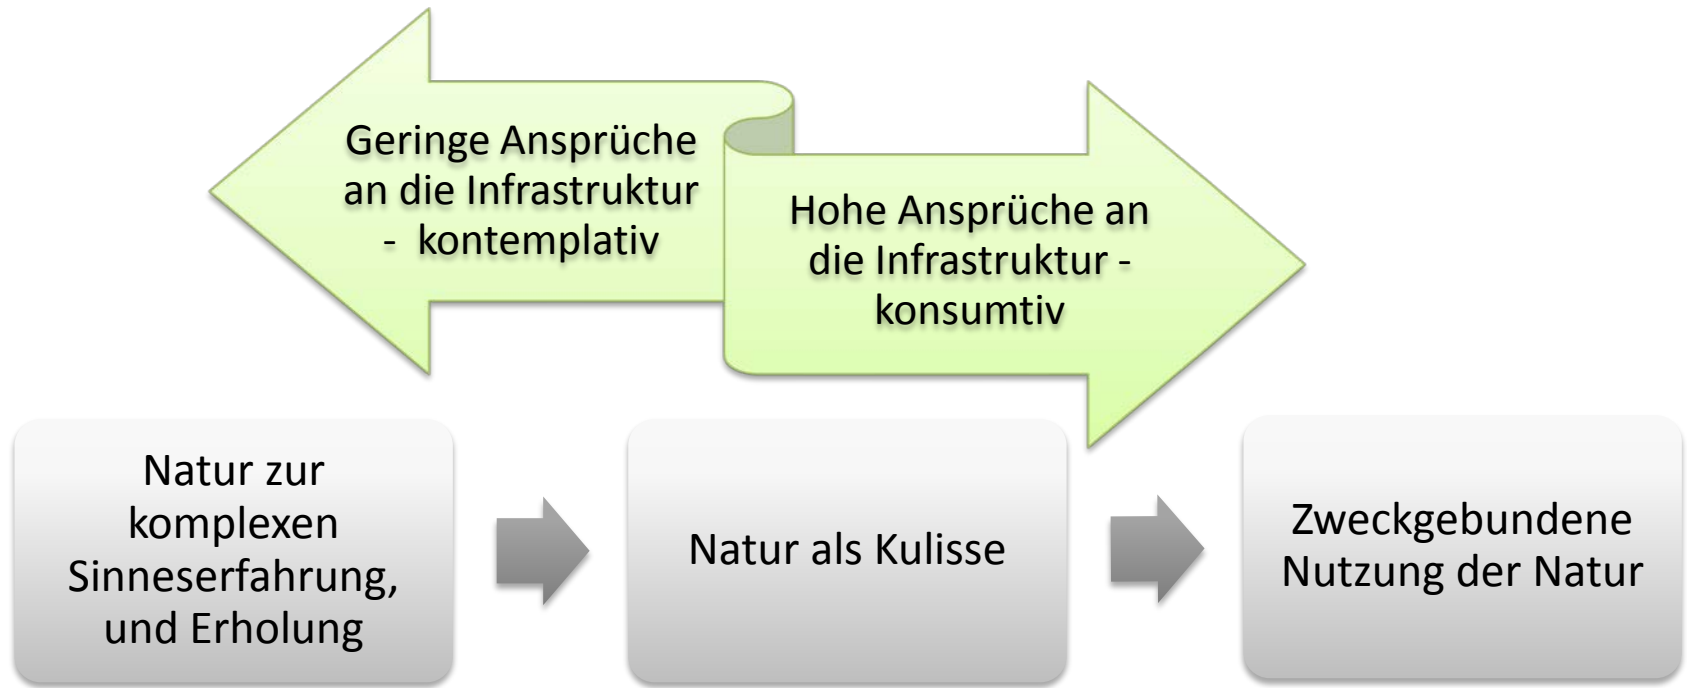 Geringe Ansprüche
an die Infrastruktur
- kontemplativ
Hohe Ansprüche an
die Infrastruktur -
konsumtiv
Natur zur
komplexen
Sinneserfahrung,
und Erholung
Natur als Kulisse
Zweckgebundene
Nutzung der Natur